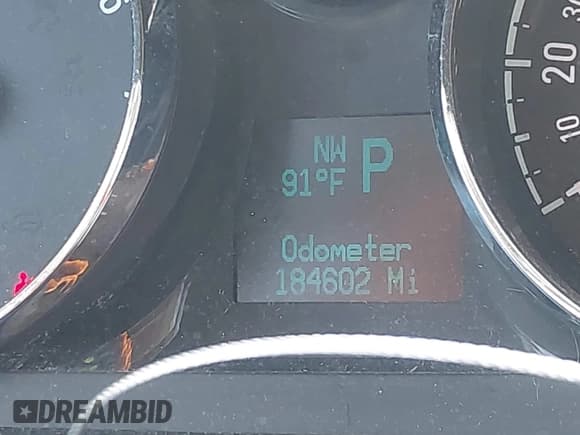 NW P
91°F
Odometer
184602 Mi
10
20
DREAMBID